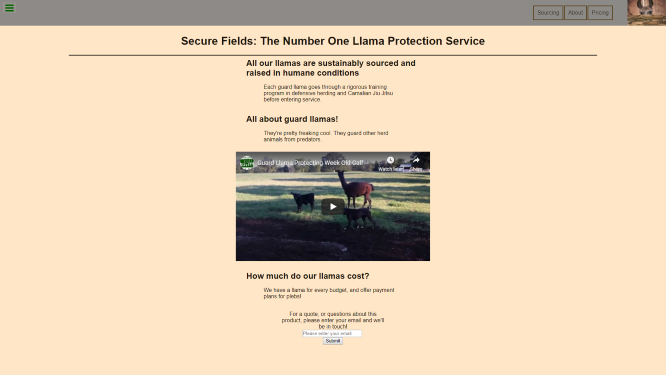 Sourcing
About
Pricing
Secure Fields: The Number One Llama Protection Service
All our llamas are sustainably sourced and
raised in humane conditions
Each guard llama goes through a rigorous training
program in defensive herding and Camalian Jiu Jitsu
before entering service.
All about guard llamas!
They're pretty freaking cool. They guard other herd
animals from predators.
Guard Llama Protecting Week Old Calf
Watch later
Share
How much do our llamas cost?
We have a llama for every budget, and offer payment
plans for plebs!
For a quote, or questions about this
product, please enter your email and we'll
be in touch!
Please enter your email
Submit